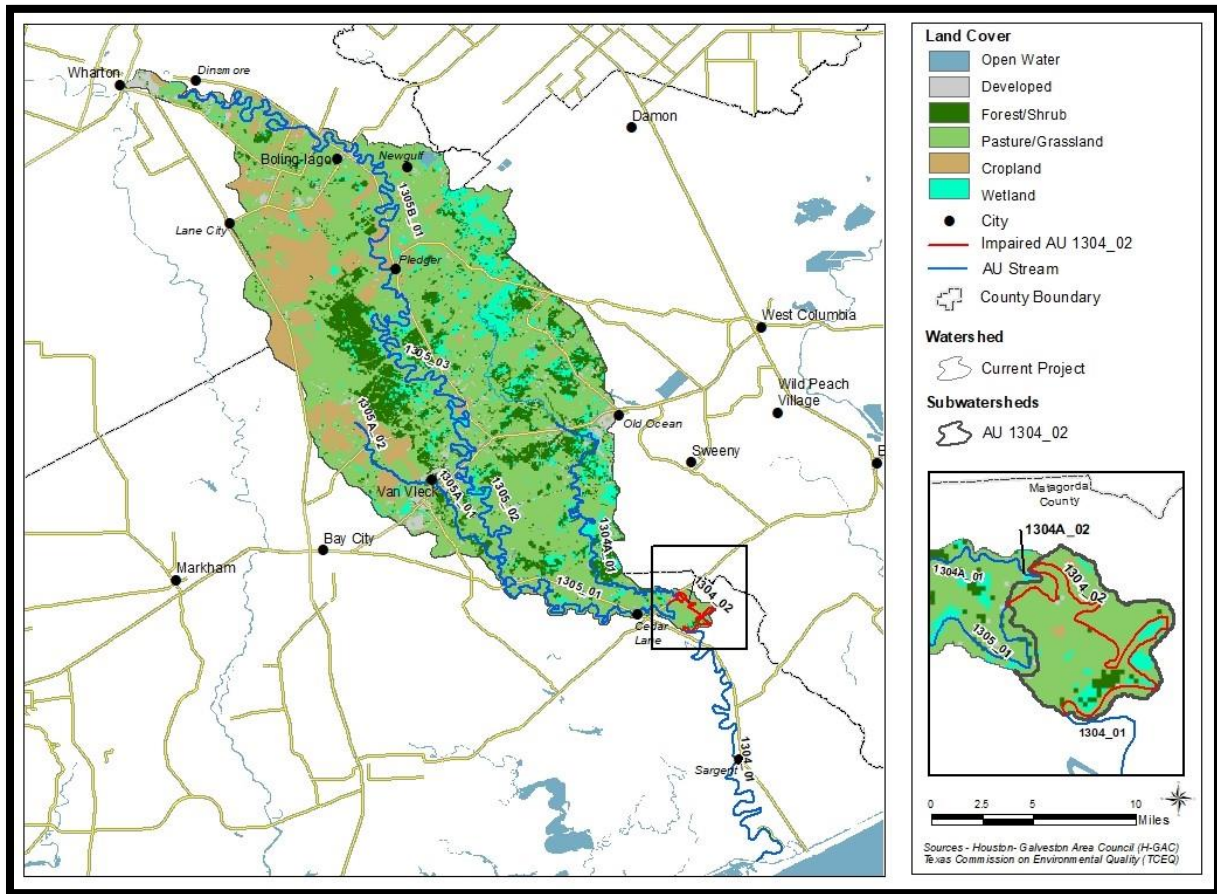 Wharton
Dinsmore
Damon
Boling-Iago
Newgulf
1305B_01
Lane City
Pledger
West Columbia
1305_03
Wild Peach
Village
1305A_02
Old Ocean
Sweeny
Van Vleck
1305A_01
1305_02
1304A_01
Bay City
Markham
1305_01
1304_02
Cedar
Lane
Sargent
1304_01
Land Cover
Open Water
Developed
Forest/Shrub
Pasture/Grassland
Cropland
Wetland
City
Impaired AU 1304_02
AU Stream
County Boundary
Watershed
Current Project
Subwatersheds
AU 1304_02
Matagorda
County
1304A_02
1304A_01
1304_02
1305_01
1304_01
0 2.5 5 10
Miles
Sources - Houston- Galveston Area Council (H-GAC)
Texas Commission on Environmental Quality (TCEQ)